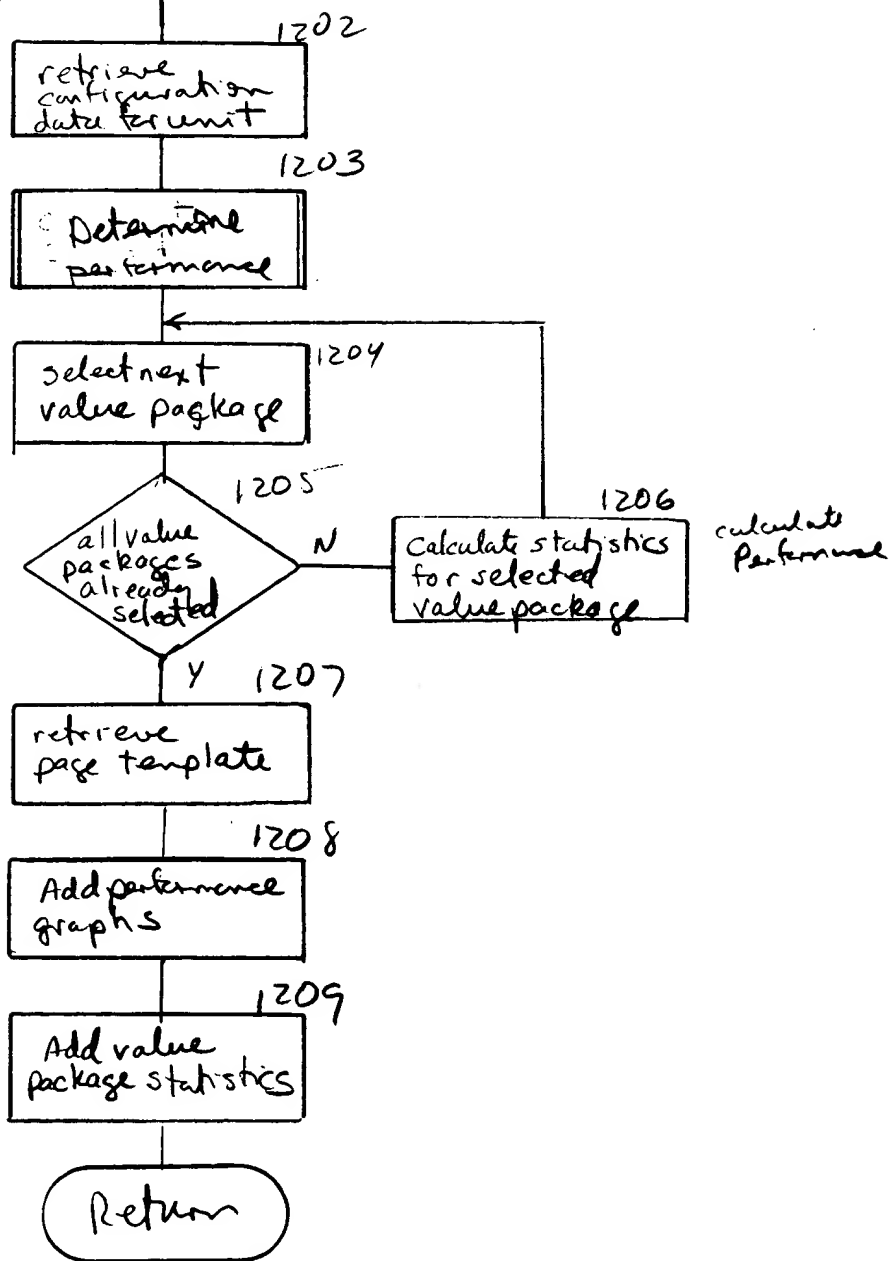 1202
retrieve
configuration
data for unit
1203
Determine
performance
1204
select next
value package
1205
all value
packages
already
selected
N
Y
1206
Calculate statistics
for selected
value package
calculate
Performance
1207
retrieve
page template
1208
Add performance
graphs
1209
Add value
package statistics
Return